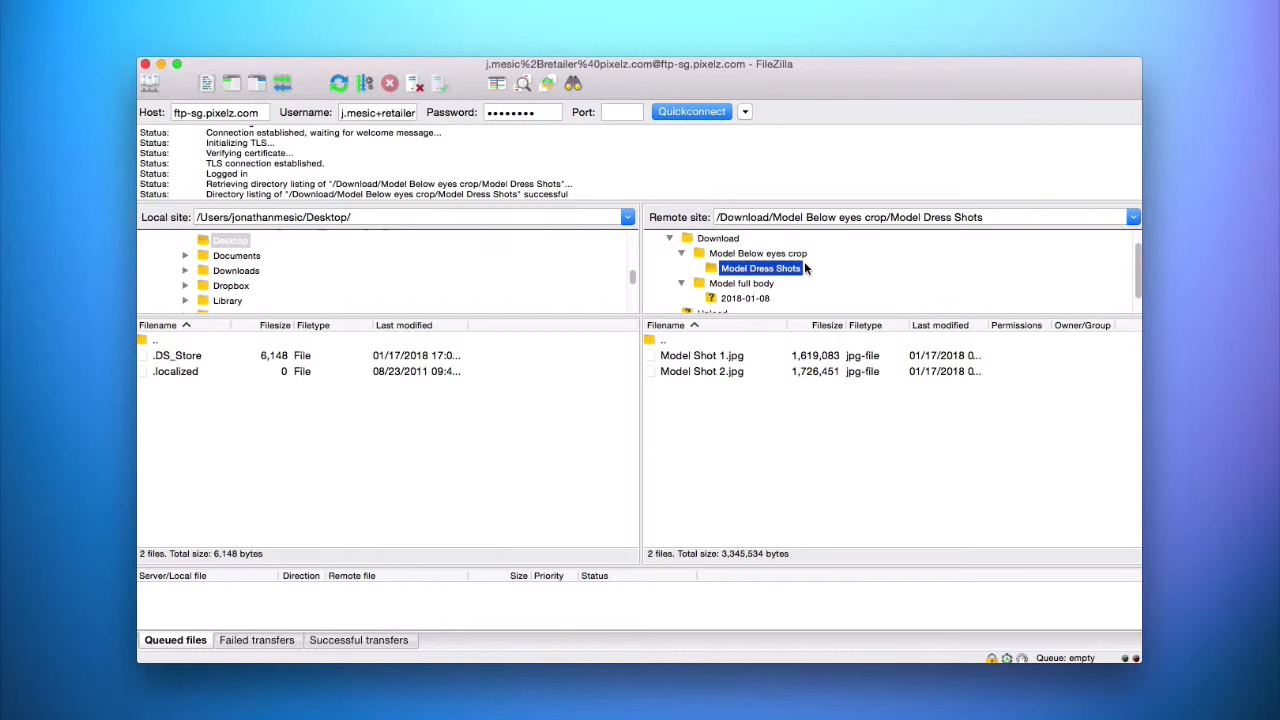 j.mesic%2Bretailer%40pixelz.com@ftp-sg.pixelz.com - FileZilla
Host: ftp-sg.pixelz.com Username: j.mesic+retailer Password: •••••••• Port: Quickconnect
Status: Connection established, waiting for welcome message...
Status: Initializing TLS...
Status: Verifying certificate...
Status: TLS connection established.
Status: Logged in
Status: Retrieving directory listing of "/Download/Model Below eyes crop/Model Dress Shots"...
Status: Directory listing of "/Download/Model Below eyes crop/Model Dress Shots" successful
Local site: /Users/jonathanmesic/Desktop/
Desktop
Documents
Downloads
Dropbox
Library
Remote site: /Download/Model Below eyes crop/Model Dress Shots
Download
Model Below eyes crop
Model Dress Shots
Model full body
2018-01-08
Filename Filesize Filetype Last modified
..
.DS_Store 6,148 File 01/17/2018 17:0...
.localized 0 File 08/23/2011 09:4...
2 files. Total size: 6,148 bytes
Filename Filesize Filetype Last modified Permissions Owner/Group
..
Model Shot 1.jpg 1,619,083 jpg-file 01/17/2018 0...
Model Shot 2.jpg 1,726,451 jpg-file 01/17/2018 0...
2 files. Total size: 3,345,534 bytes
Server/Local file Direction Remote file Size Priority Status
Queued files Failed transfers Successful transfers
Queue: empty